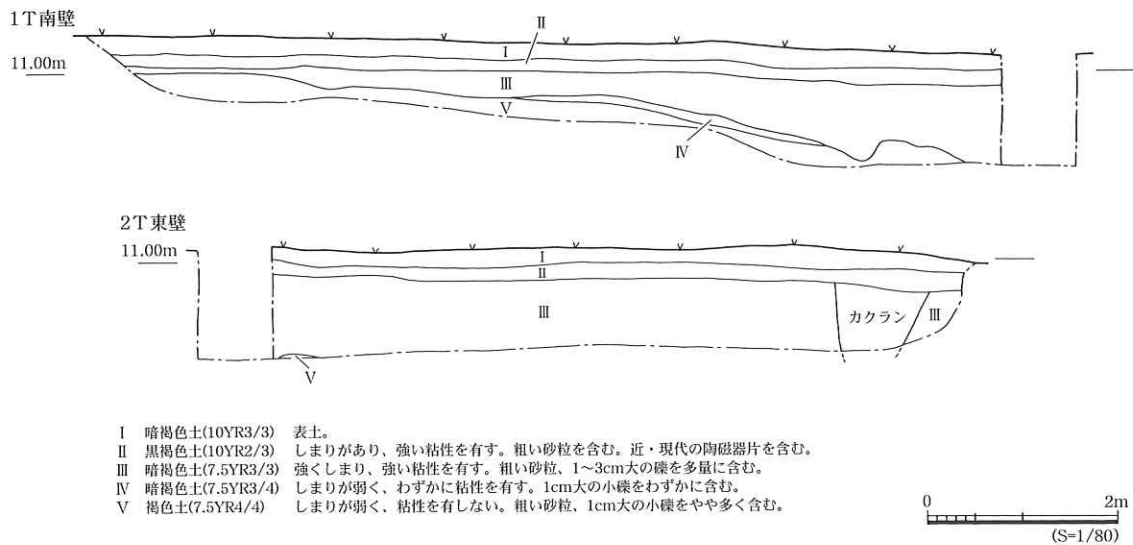 1T南壁
Ⅱ
Ⅰ
11.00m
Ⅲ
Ⅴ
Ⅳ
2T東壁
11.00m
Ⅰ
Ⅱ
Ⅲ
カクラン
Ⅲ
Ⅴ
Ⅰ 暗褐色土(10YR3/3) 表土。
Ⅱ 黒褐色土(10YR2/3) しまりがあり、強い粘性を有す。粗い砂粒を含む。近・現代の陶磁器片を含む。
Ⅲ 暗褐色土(7.5YR3/3) 強くしまり、強い粘性を有す。粗い砂粒、1〜3cm大の礫を多量に含む。
Ⅳ 暗褐色土(7.5YR3/4) しまりが弱く、わずかに粘性を有す。1cm大の小礫をわずかに含む。
Ⅴ 褐色土(7.5YR4/4) しまりが弱く、粘性を有しない。粗い砂粒、1cm大の小礫をやや多く含む。
0 2m
(S=1/80)